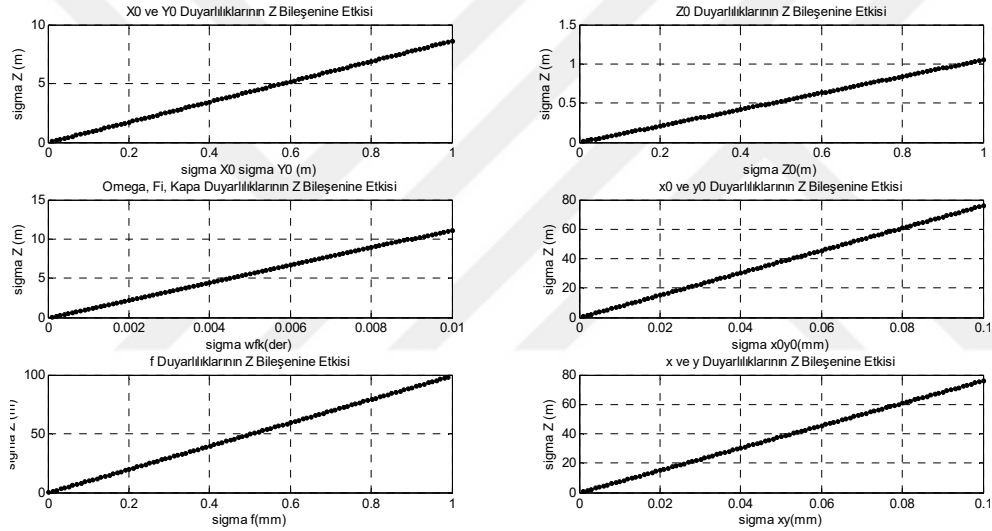 X0 ve Y0 Duyarlılıklarının Z Bileşenine Etkisi
10
5
0
sigma Z (m)
0 0.2 0.4 0.6 0.8 1
sigma X0 sigma Y0 (m)
Z0 Duyarlılıklarının Z Bileşenine Etkisi
1.5
1
0.5
0
sigma Z (m)
0 0.2 0.4 0.6 0.8 1
sigma Z0(m)
Omega, Fi, Kapa Duyarlılıklarının Z Bileşenine Etkisi
15
10
5
0
sigma Z (m)
0 0.002 0.004 0.006 0.008 0.01
sigma wfk(der)
x0 ve y0 Duyarlılıklarının Z Bileşenine Etkisi
80
60
40
20
0
sigma Z (m)
0 0.02 0.04 0.06 0.08 0.1
sigma x0y0(mm)
f Duyarlılıklarının Z Bileşenine Etkisi
100
50
0
sigma Z (m)
0 0.2 0.4 0.6 0.8 1
sigma f(mm)
x ve y Duyarlılıklarının Z Bileşenine Etkisi
80
60
40
20
0
sigma Z (m)
0 0.02 0.04 0.06 0.08 0.1
sigma xy(mm)